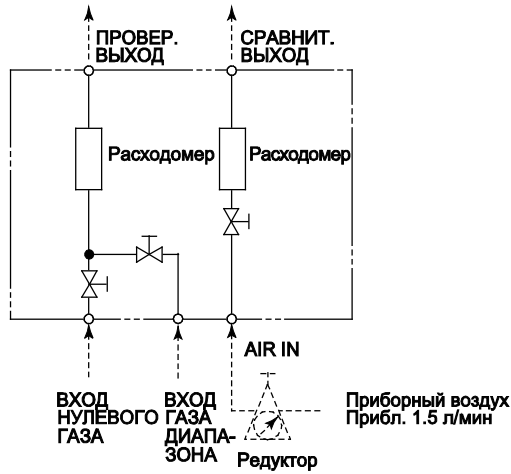 ПРОВЕР.
ВЫХОД
СРАВНИТ.
ВЫХОД
Расходомер
Расходомер
AIR IN
ВХОД
НУЛЕВОГО
ГАЗА
ВХОД
ГАЗА
ДИАПА-
ЗОНА
Редуктор
Приборный воздух
Прибл. 1.5 л/мин